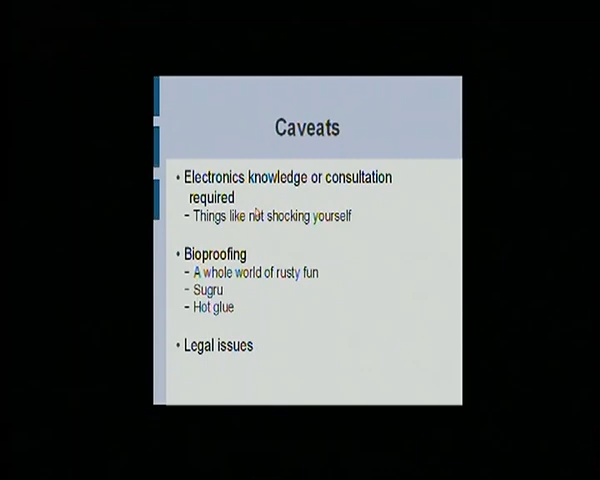 Caveats
• Electronics knowledge or consultation
required
– Things like not shocking yourself
• Bioproofing
– A whole world of rusty fun
– Sugru
– Hot glue
• Legal issues